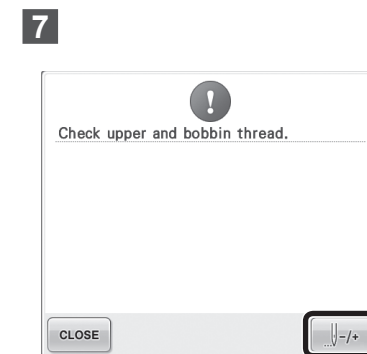 7
Check upper and bobbin thread.
CLOSE
-/+